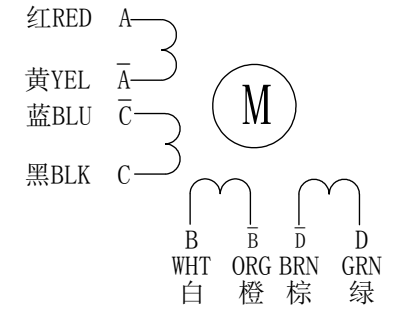 红RED A
黄YEL A̅
蓝BLU C̅
黑BLK C
M
B B̅ D̅ D
WHT ORG BRN GRN
白 橙 棕 绿